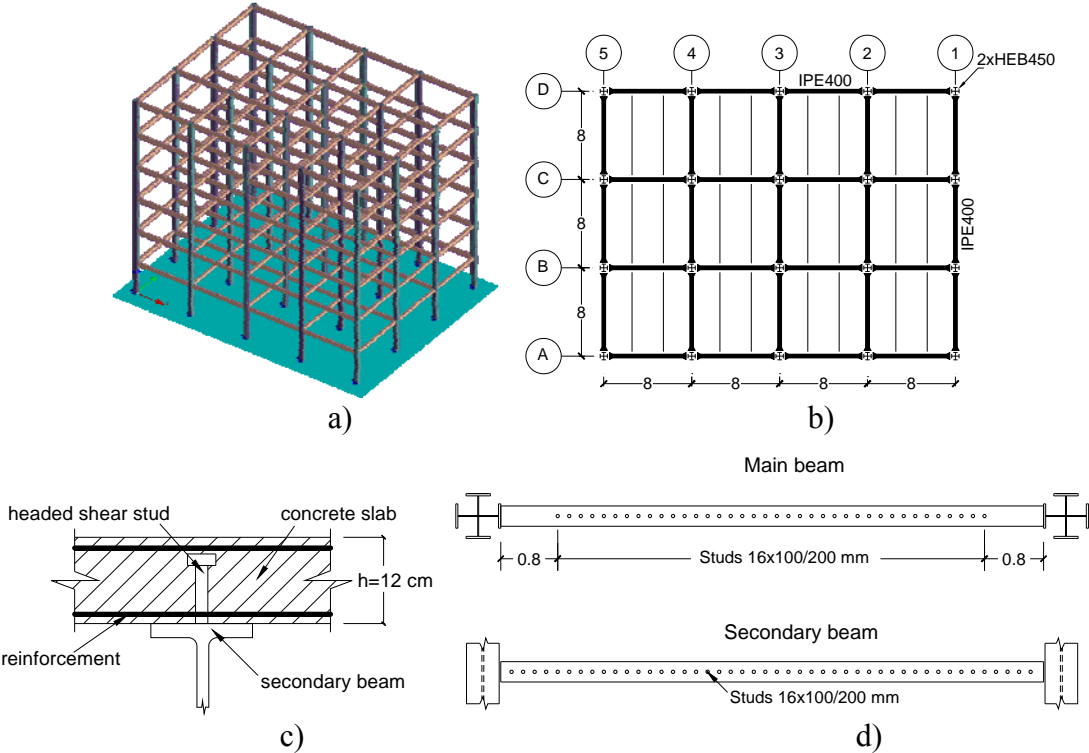 5 4 3 2 1
2xHEB450
IPE400
D
8
C
8
IPE400
B
8
A
8 8 8 8
a)
b)
Main beam
headed shear stud
concrete slab
0.8 Studs 16x100/200 mm 0.8
h=12 cm
Secondary beam
reinforcement
secondary beam
Studs 16x100/200 mm
c)
d)